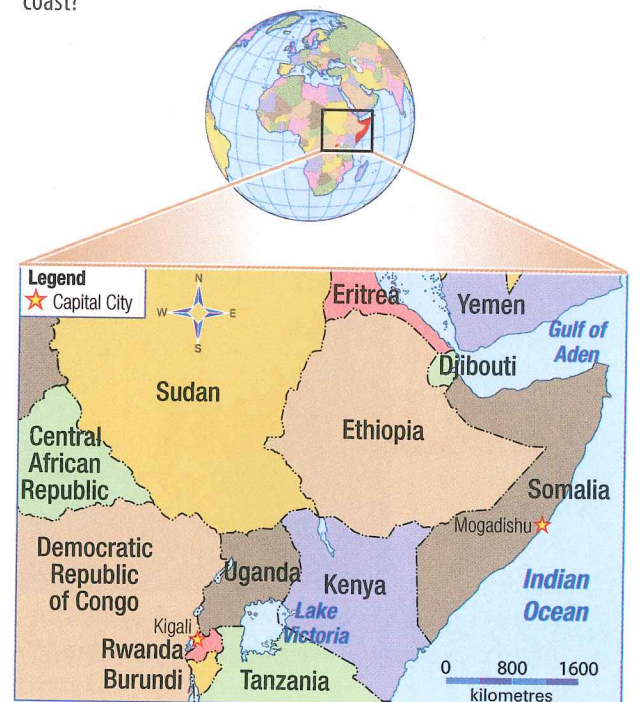 coast?
Legend
Capital City
N
W E
S
Eritrea
Yemen
Gulf of
Aden
Djibouti
Sudan
Ethiopia
Central
African
Republic
Somalia
Mogadishu
Democratic
Republic
of Congo
Uganda
Kenya
Indian
Ocean
Lake
Victoria
Kigali
Rwanda
Burundi
Tanzania
0 800 1600
kilometres